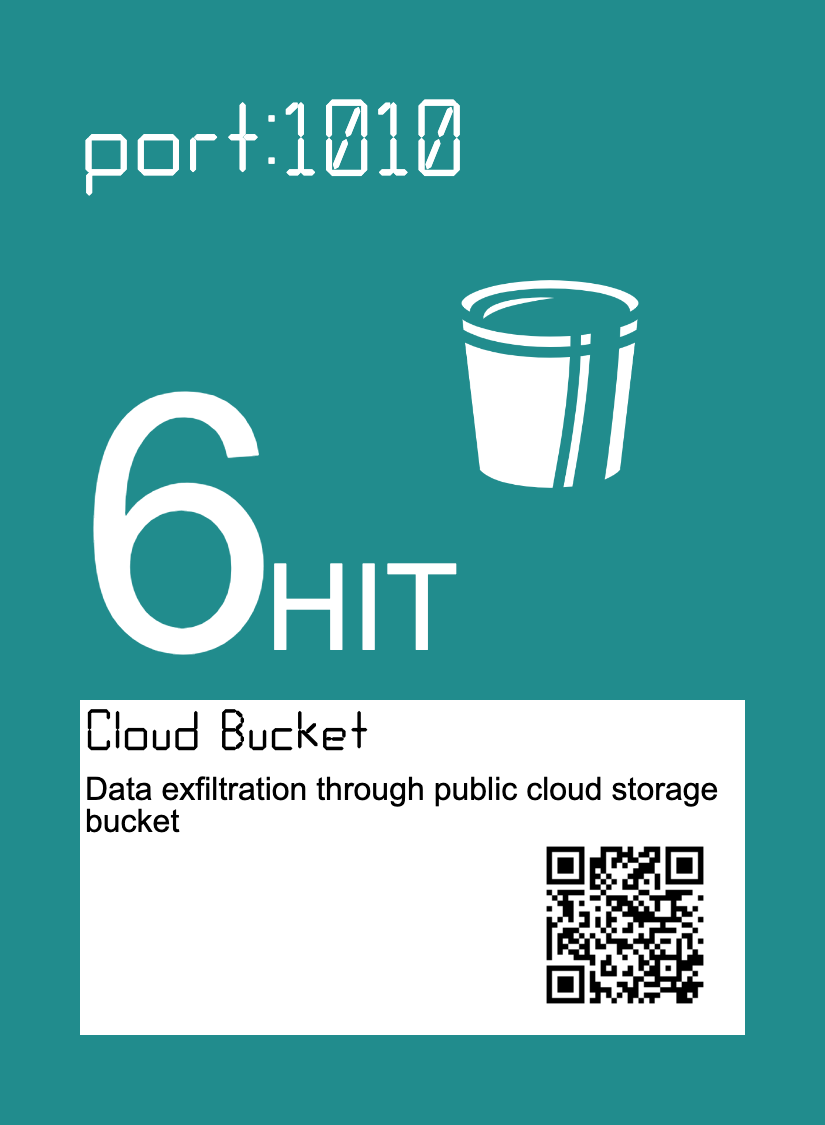 port:1010
6HIT
Cloud Bucket
Data exfiltration through public cloud storage
bucket